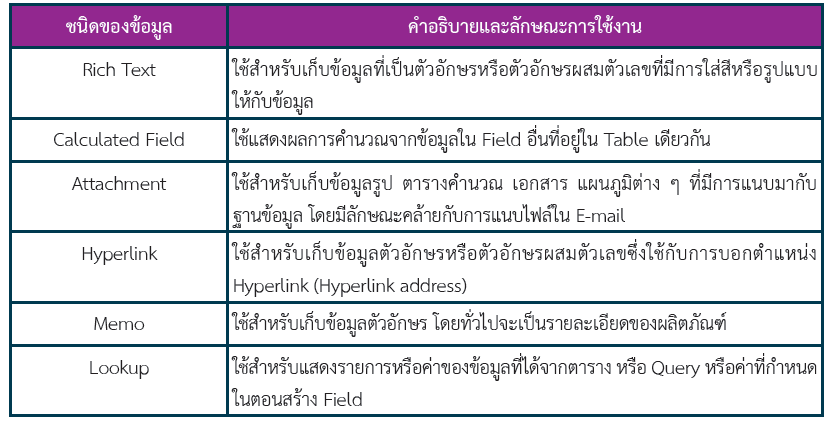 ชนิดของข้อมูล คำอธิบายและลักษณะการใช้งาน
Rich Text ใช้สำหรับเก็บข้อมูลที่เป็นตัวอักษรหรือตัวอักษรผสมตัวเลขที่มีการใส่สีหรือรูปแบบ
ให้กับข้อมูล
Calculated Field ใช้แสดงผลการคำนวณจากข้อมูลใน Field อื่นที่อยู่ใน Table เดียวกัน
Attachment ใช้สำหรับเก็บข้อมูลรูป ตารางคำนวณ เอกสาร แผนภูมิต่าง ๆ ที่มีการแนบมากับ
ฐานข้อมูล โดยมีลักษณะคล้ายกับการแนบไฟล์ใน E-mail
Hyperlink ใช้สำหรับเก็บข้อมูลตัวอักษรหรือตัวอักษรผสมตัวเลขซึ่งใช้กับการบอกตำแหน่ง
Hyperlink (Hyperlink address)
Memo ใช้สำหรับเก็บข้อมูลตัวอักษร โดยทั่วไปจะเป็นรายละเอียดของผลิตภัณฑ์
Lookup ใช้สำหรับแสดงรายการหรือค่าของข้อมูลที่ได้จากตาราง หรือ Query หรือค่าที่กำหนด
ในตอนสร้าง Field